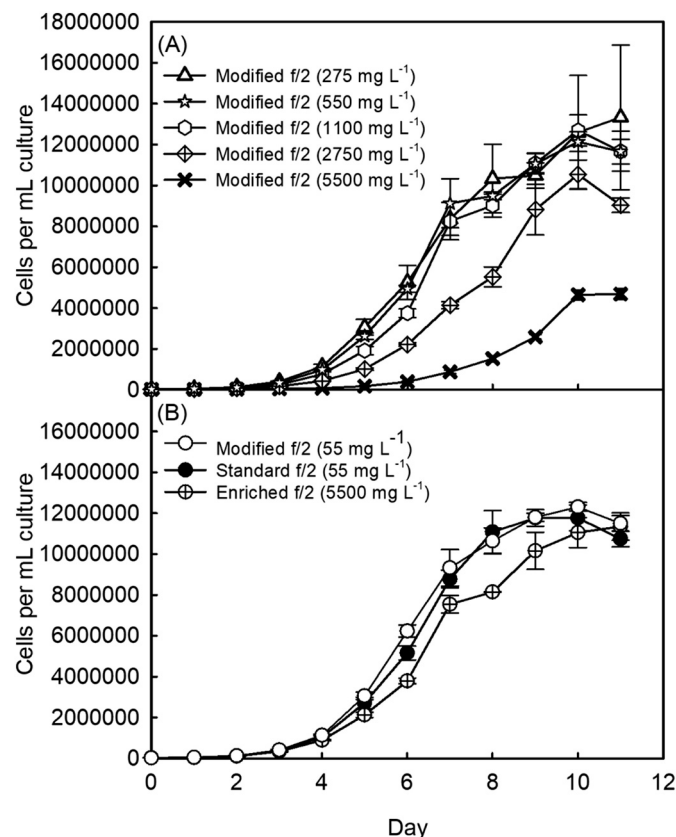 18000000
16000000
14000000
12000000
10000000
8000000
6000000
4000000
2000000
0
Cells per mL culture
(A)
Modified f/2 (275 mg L⁻¹)
Modified f/2 (550 mg L⁻¹)
Modified f/2 (1100 mg L⁻¹)
Modified f/2 (2750 mg L⁻¹)
Modified f/2 (5500 mg L⁻¹)
16000000
14000000
12000000
10000000
8000000
6000000
4000000
2000000
0
Cells per mL culture
(B)
Modified f/2 (55 mg L⁻¹)
Standard f/2 (55 mg L⁻¹)
Enriched f/2 (5500 mg L⁻¹)
0 2 4 6 8 10 12
Day